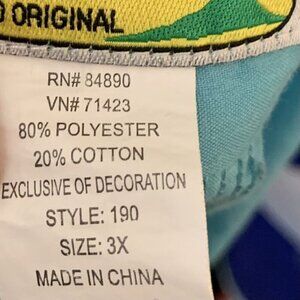 ORIGINAL
RN# 84890
VN# 71423
80% POLYESTER
20% COTTON
EXCLUSIVE OF DECORATION
STYLE: 190
SIZE: 3X
MADE IN CHINA